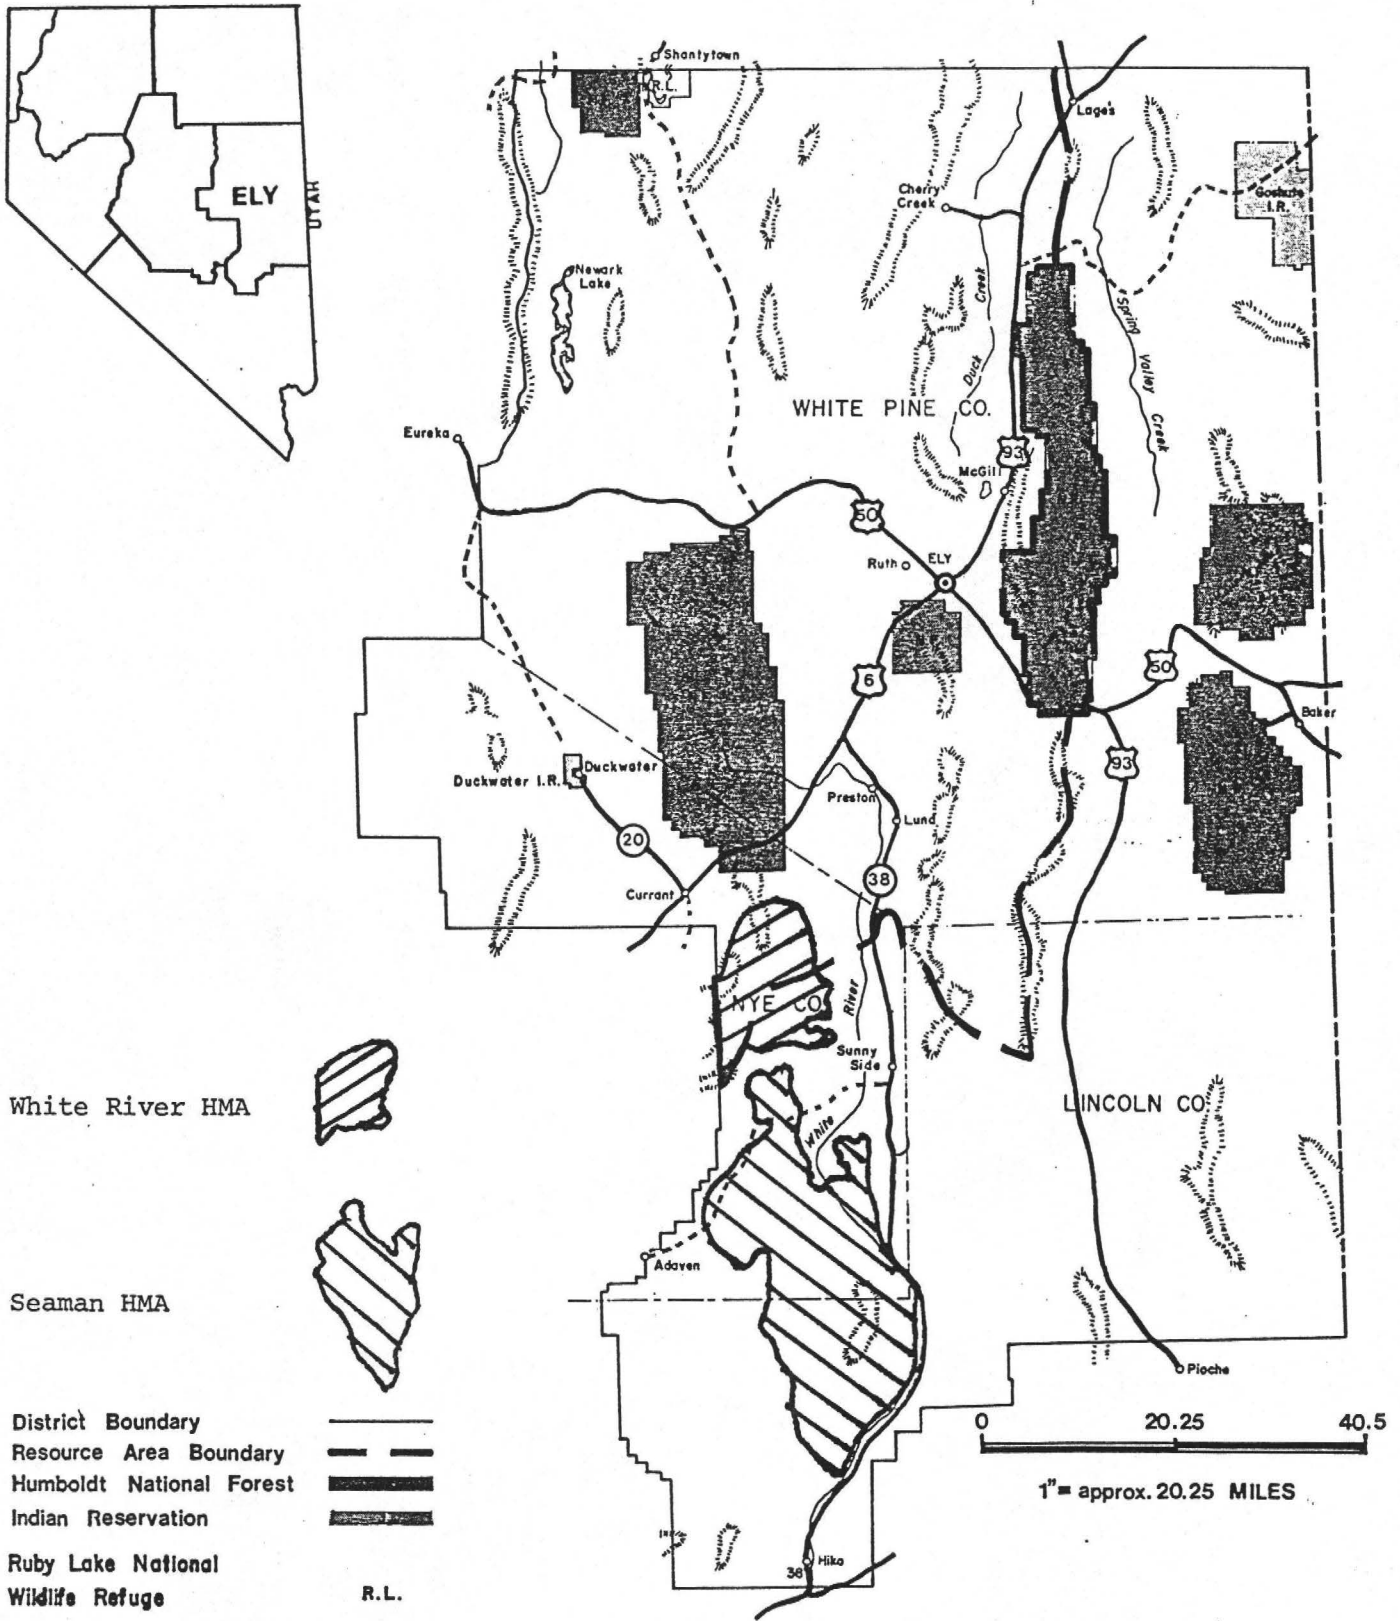 ELY
UTAH
Shantytown
R.L.
Lage's
Cherry
Creek
Goshute
I.R.
Newark
Lake
Duck Creek
Spring Valley Creek
WHITE PINE CO.
Eureka
93
McGill
50
Ruth
ELY
6
50
Baker
93
Duckwater
Duckwater I.R.
Preston
Lund
20
38
Currant
NYE CO.
White River
Sunny
Side
LINCOLN CO.
Adaven
Pioche
Hiko
38
White River HMA
Seaman HMA
District Boundary
Resource Area Boundary
Humboldt National Forest
Indian Reservation
Ruby Lake National
Wildlife Refuge R.L.
0 20.25 40.5
1"= approx. 20.25 MILES